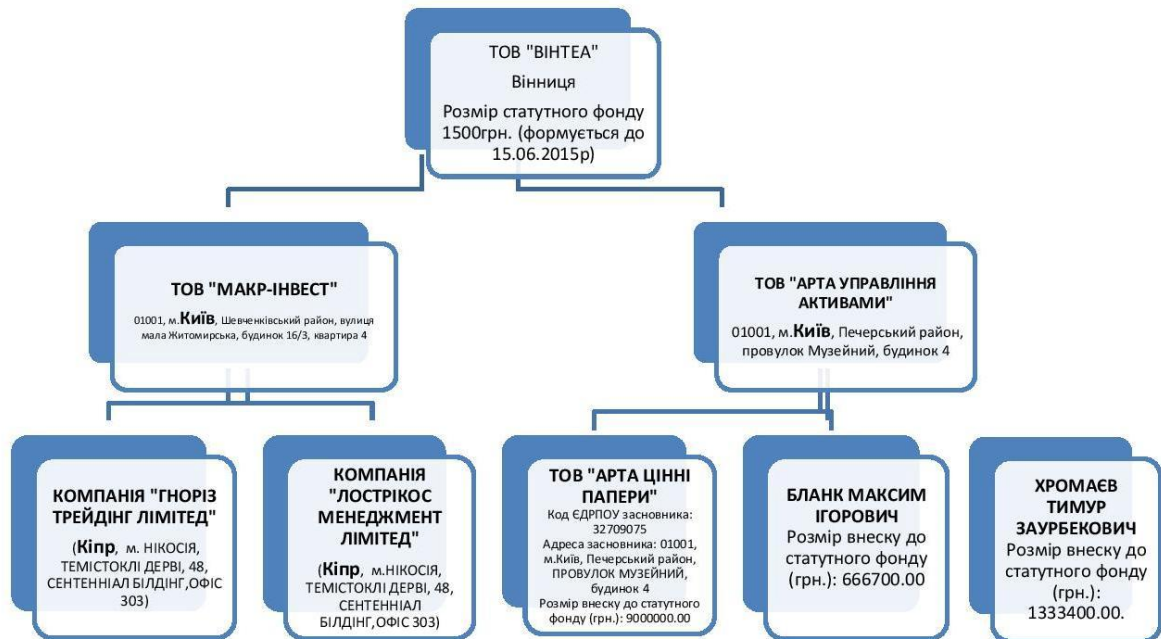 ТОВ "ВІНТЕА"
Вінниця
Розмір статутного фонду
1500грн. (формується до
15.06.2015р)
ТОВ "МАКР-ІНВЕСТ"
01001, м.Київ, Шевченківський район, вулиця
мала Житомирська, будинок 16/3, квартира 4
ТОВ "АРТА УПРАВЛІННЯ
АКТИВАМИ"
01001, м.Київ, Печерський район,
провулок Музейний, будинок 4
КОМПАНІЯ "ГНОРІЗ
ТРЕЙДІНГ ЛІМІТЕД"
(Кіпр, м. НІКОСІЯ,
ТЕМІСТОКЛІ ДЕРВІ, 48,
СЕНТЕННІАЛ БІЛДІНГ,ОФІС
303)
КОМПАНІЯ
"ЛОСТРІКОС
МЕНЕДЖМЕНТ
ЛІМІТЕД"
(Кіпр, м.НІКОСІЯ,
ТЕМІСТОКЛІ ДЕРВІ, 48,
СЕНТЕННІАЛ
БІЛДІНГ,ОФІС 303)
ТОВ "АРТА ЦІННІ
ПАПЕРИ"
Код ЄДРПОУ засновника:
32709075
Адреса засновника: 01001,
м.Київ, Печерський район,
ПРОВУЛОК МУЗЕЙНИЙ,
будинок 4
Розмір внеску до статутного
фонду (грн.): 9000000.00
БЛАНК МАКСИМ
ІГОРОВИЧ
Розмір внеску до
статутного фонду
(грн.): 666700.00
ХРОМАЄВ
ТИМУР
ЗАУРБЕКОВИЧ
Розмір внеску до
статутного фонду
(грн.):
1333400.00.